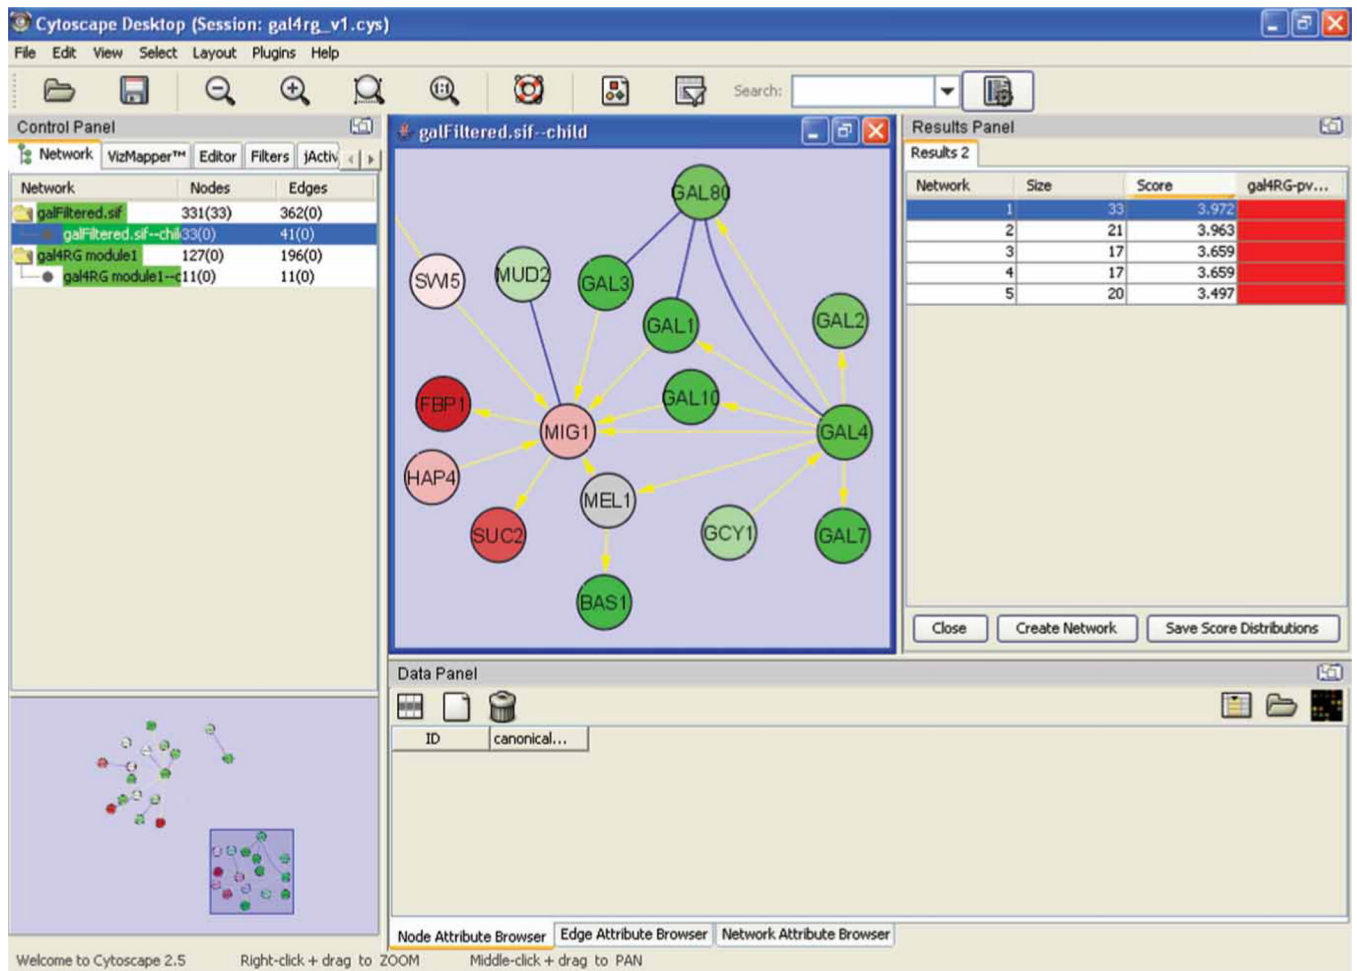 Cytoscape Desktop (Session: gal4rg_v1.cys)
File Edit View Select Layout Plugins Help
Search:
Control Panel
Network VizMapper™ Editor Filters jActiv
Network Nodes Edges
galFiltered.sif 331(33) 362(0)
galFiltered.sif--chil 33(0) 41(0)
gal4RG module1 127(0) 196(0)
gal4RG module1--c 11(0) 11(0)
galFiltered.sif--child
GAL80
SWI5
MUD2
GAL3
GAL1
GAL2
FBP1
GAL10
MIG1
GAL4
HAP4
MEL1
SUC2
GCY1
GAL7
BAS1
Results Panel
Results 2
Network Size Score gal4RG-pv...
1 33 3.972
2 21 3.963
3 17 3.659
4 17 3.659
5 20 3.497
Close Create Network Save Score Distributions
Data Panel
ID canonical...
Node Attribute Browser Edge Attribute Browser Network Attribute Browser
Welcome to Cytoscape 2.5 Right-click + drag to ZOOM Middle-click + drag to PAN